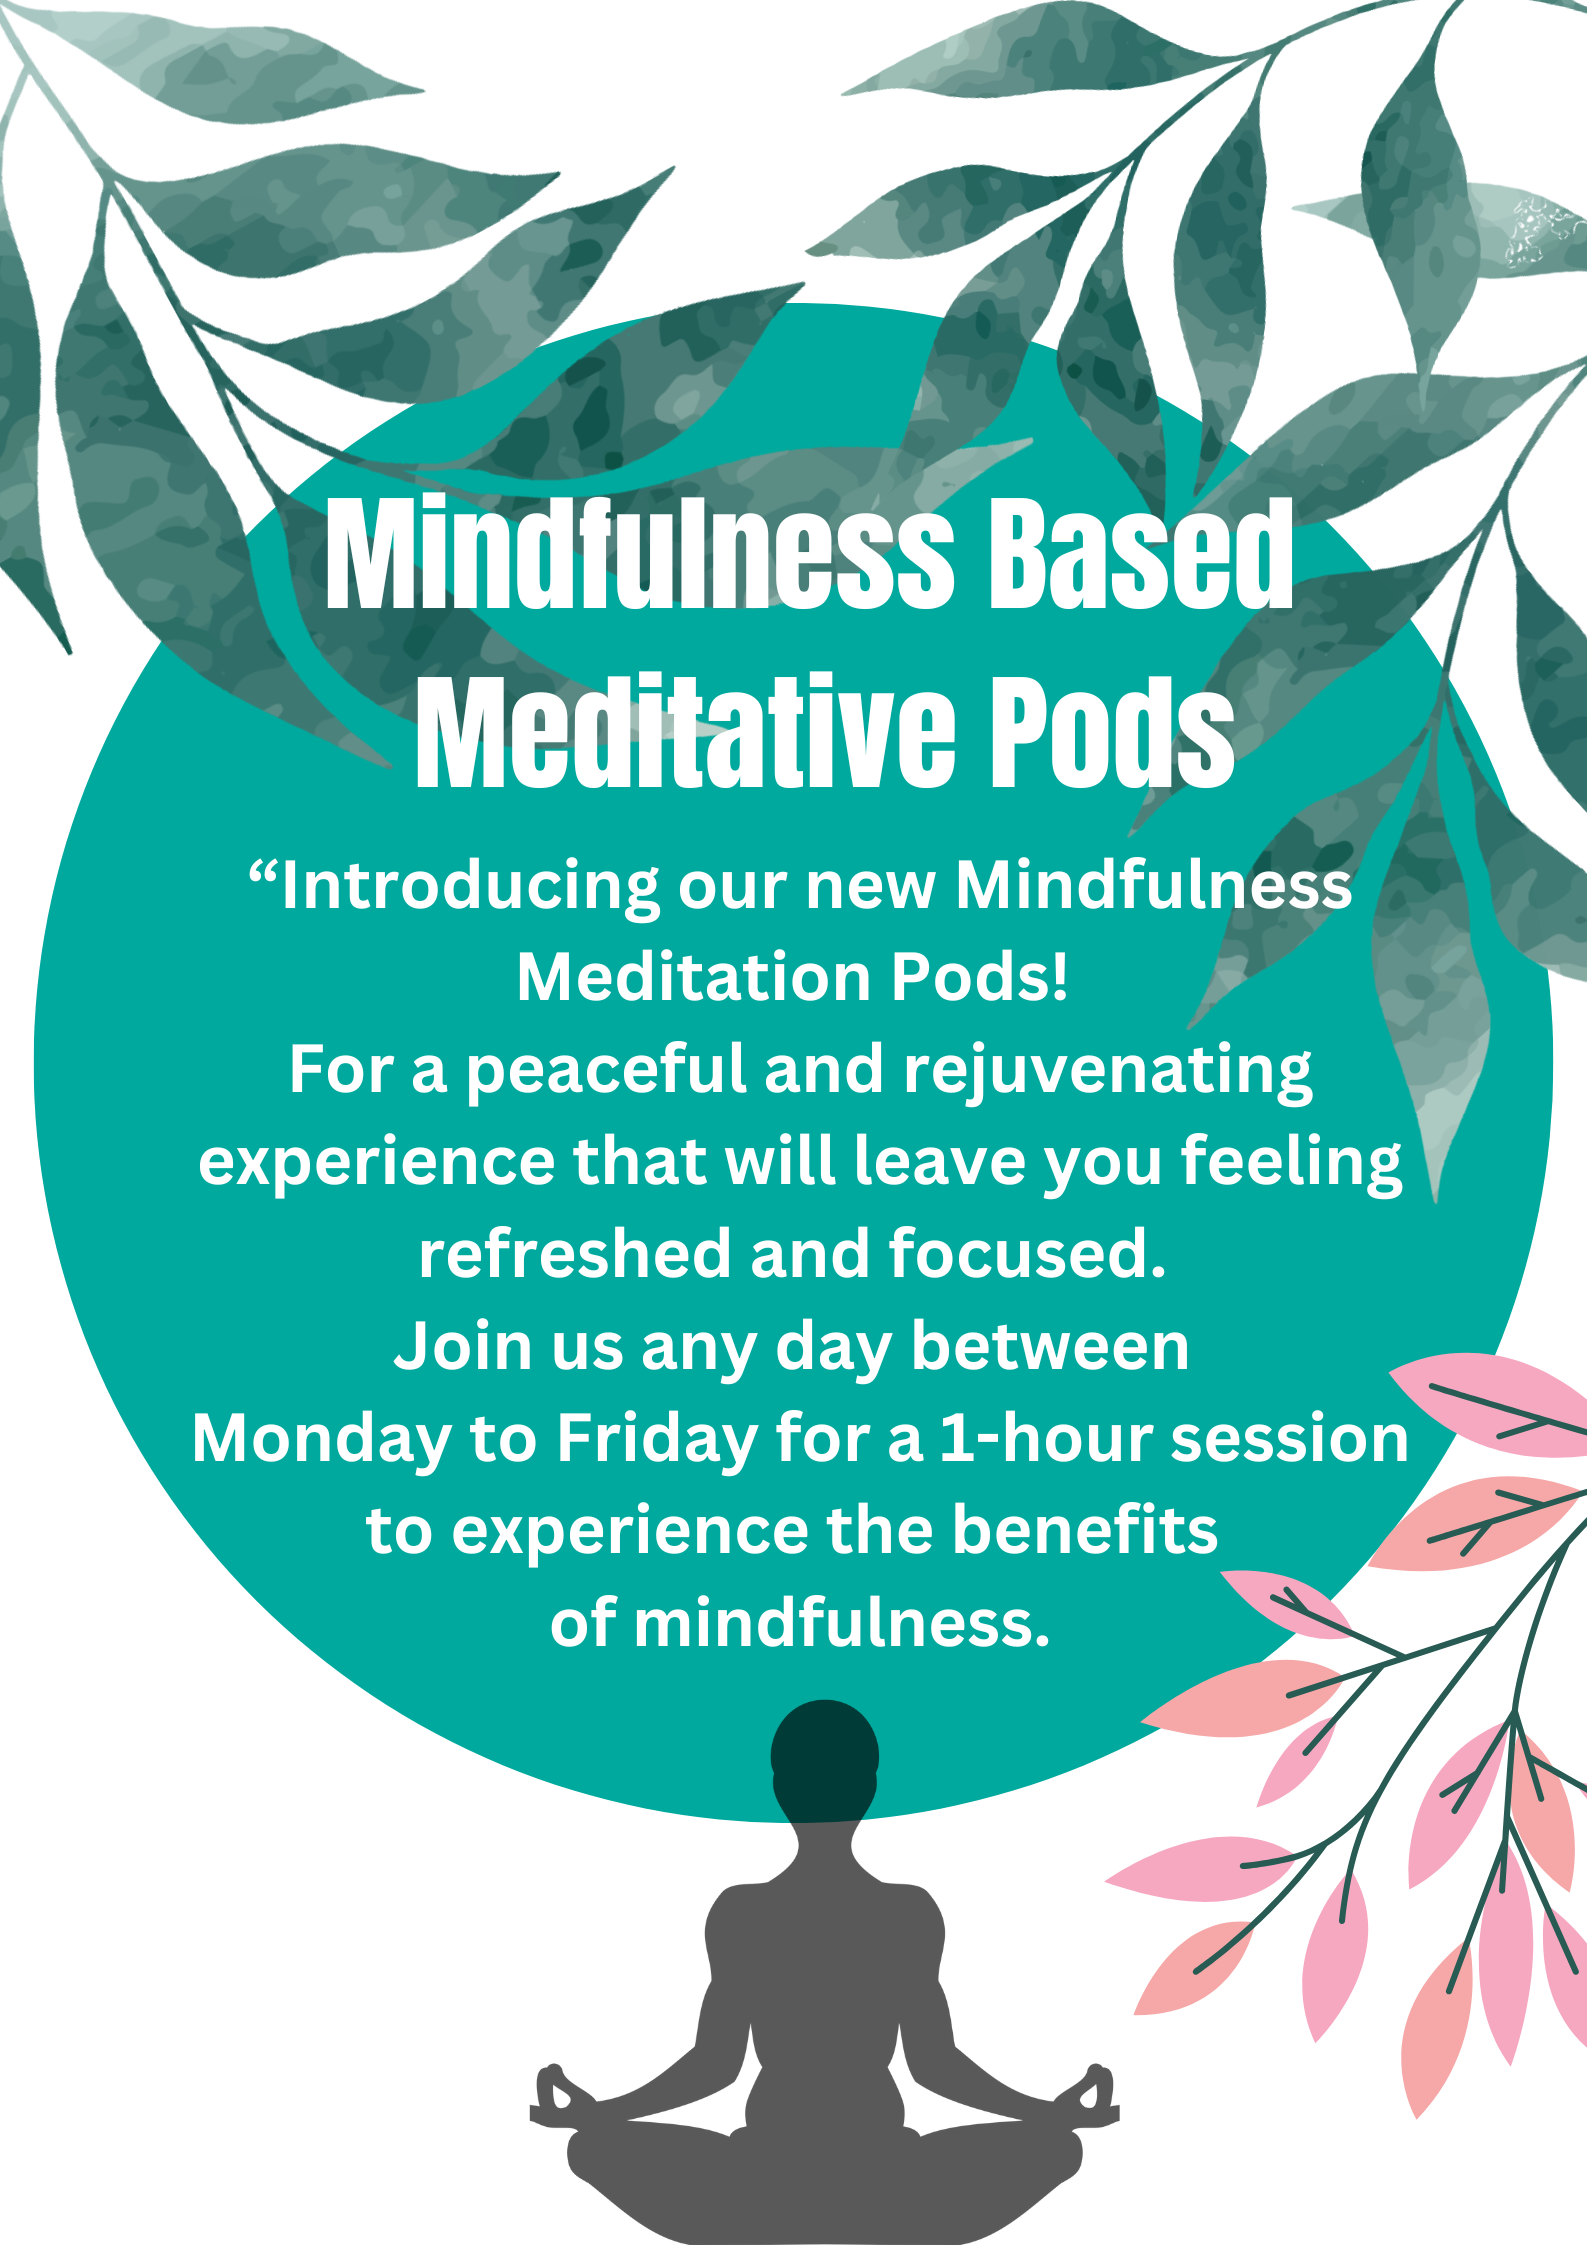 Mindfulness Based
Meditative Pods
“Introducing our new Mindfulness
Meditation Pods!
For a peaceful and rejuvenating
experience that will leave you feeling
refreshed and focused.
Join us any day between
Monday to Friday for a 1-hour session
to experience the benefits
of mindfulness.